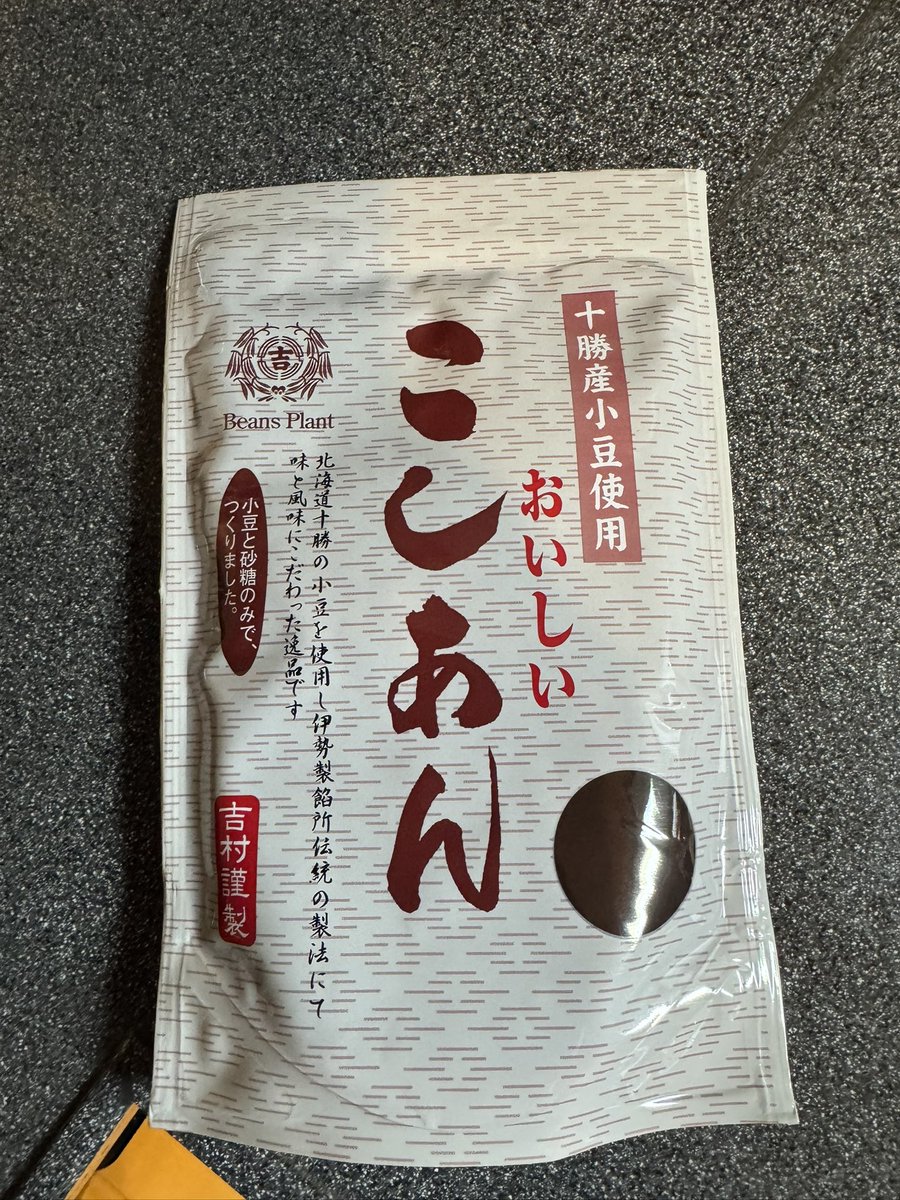 十勝産小豆使用
おいしい
こしあん
吉
Beans Plant
北海道十勝の小豆を使用し伊勢製餡所伝統の製法にて
味と風味にこだわった逸品です
小豆と砂糖のみで、
つくりました。
吉村謹製